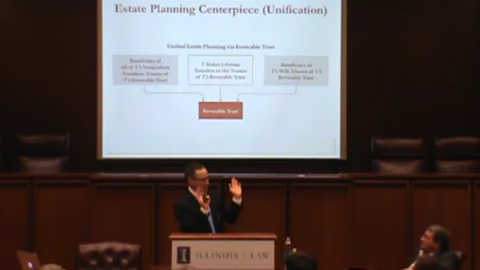 Estate Planning Centerpiece (Unification)
Unified Estate Planning via Revocable Trust
Beneficiary of
All of T's Nonprobate
Transfers: Trustee of
T's Revocable Trust
T Makes Lifetime
Transfers to the Trustee
of T's Revocable Trust
Beneficiary of
T's Will: Trustee of T's
Revocable Trust
Revocable Trust
ILLINOIS | LAW